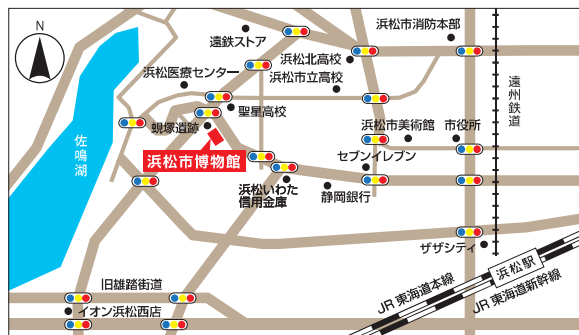 N
浜松市消防本部
遠鉄ストア
浜松北高校
浜松医療センター
浜松市立高校
遠州鉄道
聖星高校
蜆塚遺跡
浜松市美術館
市役所
佐鳴湖
浜松市博物館
セブンイレブン
浜松いわた
信用金庫
静岡銀行
ザザシティ
浜松駅
旧雄踏街道
JR 東海道本線
JR 東海道新幹線
イオン浜松西店